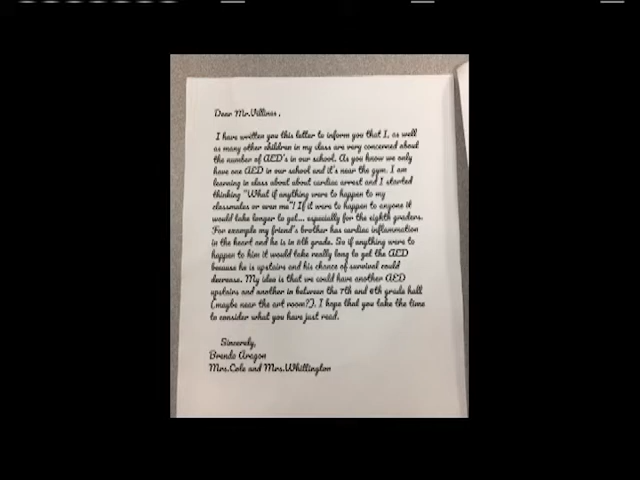 Dear Mr.Villinas,
I have written you this letter to inform you that I, as well
as many other children in my class are very concerned about
the number of AED's in our school. As you know we only
have one AED in our school and it's near the gym. I am
learning in class about about cardiac arrest and I started
thinking "What if anything were to happen to my
classmates or even me"! If it were to happen to anyone it
would take longer to get... especially for the eighth graders.
For example my friend's brother has cardiac inflammation
in the heart and he is in 8th grade. So if anything were to
happen to him it would take really long to get the AED
because he is upstairs and his chance of survival could
decrease. My idea is that we could have another AED
upstairs and another in between the 7th and 6th grade hall
(maybe near the art room?). I hope that you take the time
to consider what you have just read.
Sincerely,
Brenda Aragon
Mrs.Cole and Mrs.Whillington